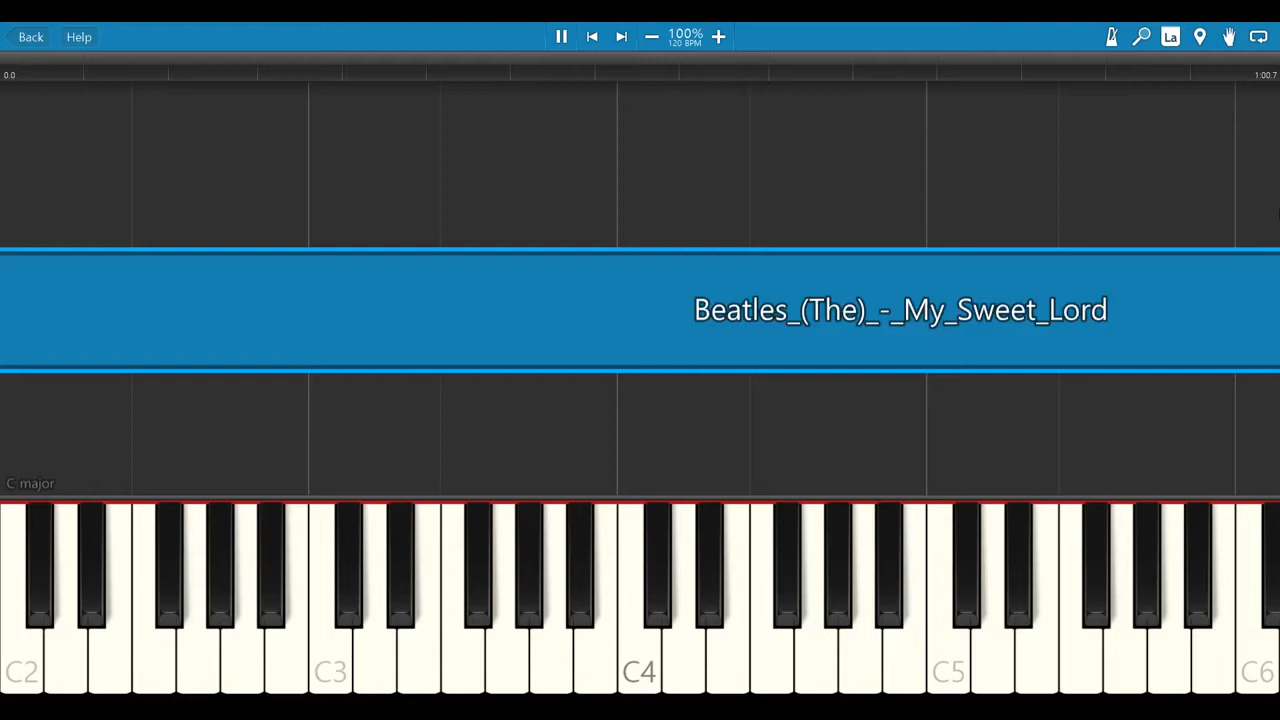 Back Help 100% La
120 BPM
0.0 1:00.7
Beatles_(The)_-_My_Sweet_Lord
C major
C2 C3 C4 C5 C6